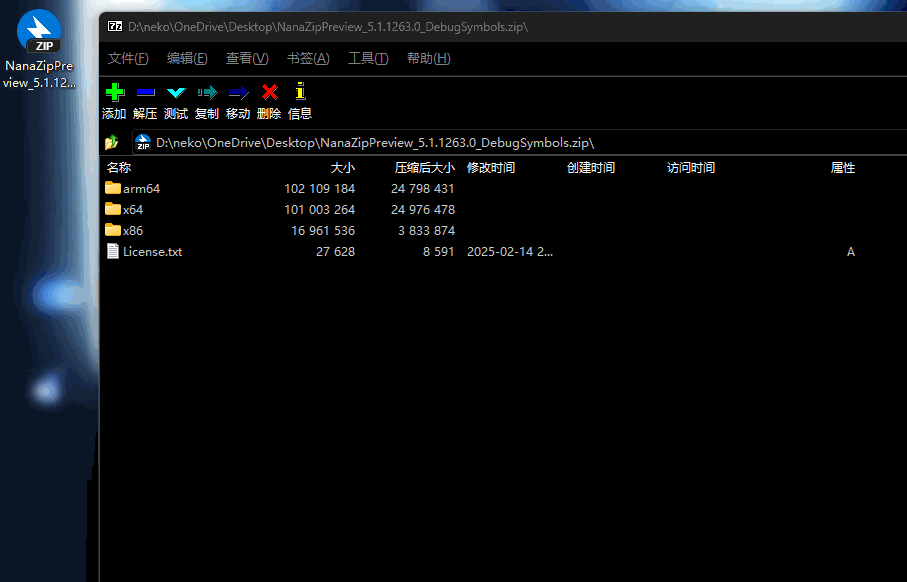 ZIP
NanaZipPre
view_5.1.12...
7Z D:\neko\OneDrive\Desktop\NanaZipPreview_5.1.1263.0_DebugSymbols.zip\
文件(F) 编辑(E) 查看(V) 书签(A) 工具(T) 帮助(H)
添加 解压 测试 复制 移动 删除 信息
ZIP D:\neko\OneDrive\Desktop\NanaZipPreview_5.1.1263.0_DebugSymbols.zip\
名称 大小 压缩后大小 修改时间 创建时间 访问时间 属性
arm64 102 109 184 24 798 431
x64 101 003 264 24 976 478
x86 16 961 536 3 833 874
License.txt 27 628 8 591 2025-02-14 2... A